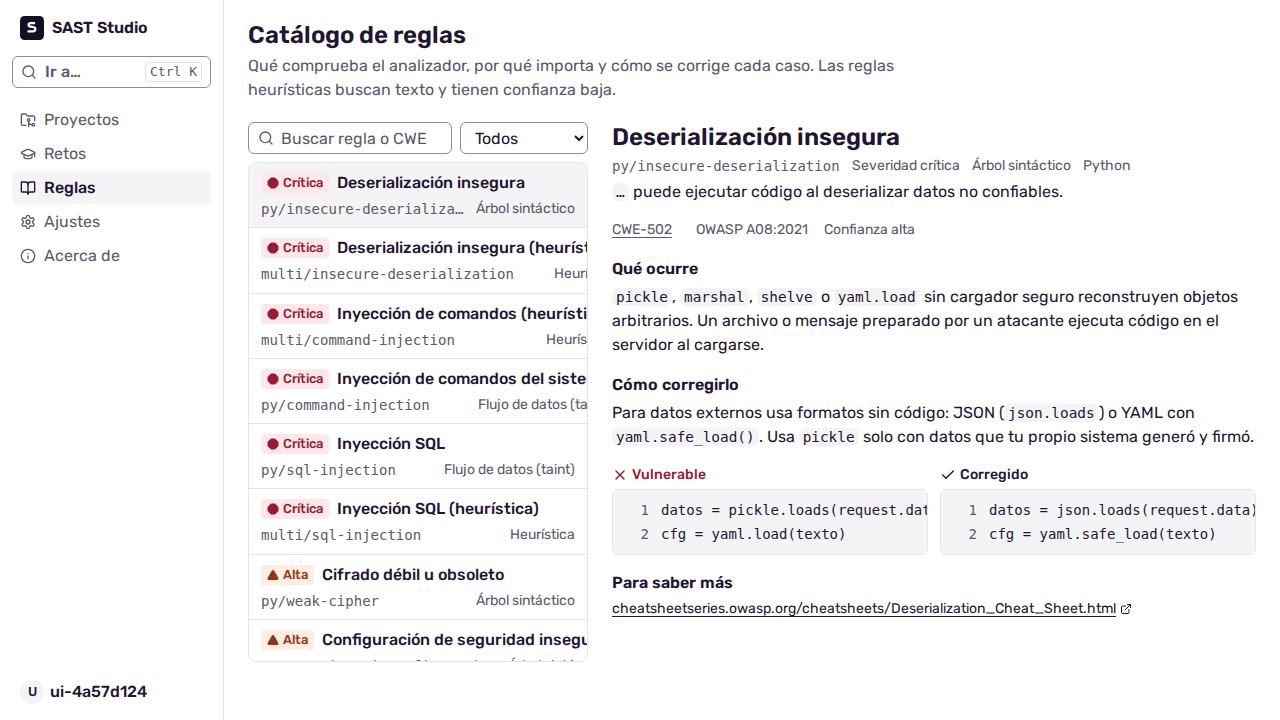 SAST Studio
Ir a...
Ctrl K
Proyectos
Retos
Reglas
Ajustes
Acerca de
U ui-4a57d124
Catálogo de reglas
Qué comprueba el analizador, por qué importa y cómo se corrige cada caso. Las reglas
heurísticas buscan texto y tienen confianza baja.
Buscar regla o CWE
Todos
Crítica Deserialización insegura
py/insecure-deserializa… Árbol sintáctico
Crítica Deserialización insegura (heuríst
multi/insecure-deserialization Heurí
Crítica Inyección de comandos (heurísti
multi/command-injection Heurís
Crítica Inyección de comandos del siste
py/command-injection Flujo de datos (ta
Crítica Inyección SQL
py/sql-injection Flujo de datos (taint)
Crítica Inyección SQL (heurística)
multi/sql-injection Heurística
Alta Cifrado débil u obsoleto
py/weak-cipher Árbol sintáctico
Alta Configuración de seguridad insegu
Deserialización insegura
py/insecure-deserialization Severidad crítica Árbol sintáctico Python
… puede ejecutar código al deserializar datos no confiables.
CWE-502 OWASP A08:2021 Confianza alta
Qué ocurre
pickle, marshal, shelve o yaml.load sin cargador seguro reconstruyen objetos
arbitrarios. Un archivo o mensaje preparado por un atacante ejecuta código en el
servidor al cargarse.
Cómo corregirlo
Para datos externos usa formatos sin código: JSON (json.loads) o YAML con
yaml.safe_load(). Usa pickle solo con datos que tu propio sistema generó y firmó.
Vulnerable
1 datos = pickle.loads(request.dat
2 cfg = yaml.load(texto)
Corregido
1 datos = json.loads(request.data)
2 cfg = yaml.safe_load(texto)
Para saber más
cheatsheetseries.owasp.org/cheatsheets/Deserialization_Cheat_Sheet.html